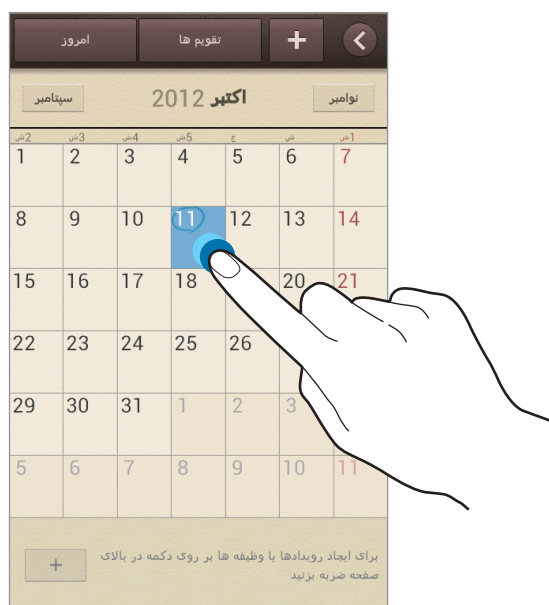 امروز
تقویم ها
+
سپتامبر
اکتبر 2012
نوامبر
2ش 3ش 4ش 5ش ج ش 1ش
1 2 3 4 5 6 7
8 9 10 11 12 13 14
15 16 17 18 20 21
22 23 24 25 26
29 30 31 1 2 3
5 6 7 8 9 10 11
برای ایجاد رویدادها یا وظیفه ها بر روی دکمه در بالای
صفحه ضربه بزنید
+